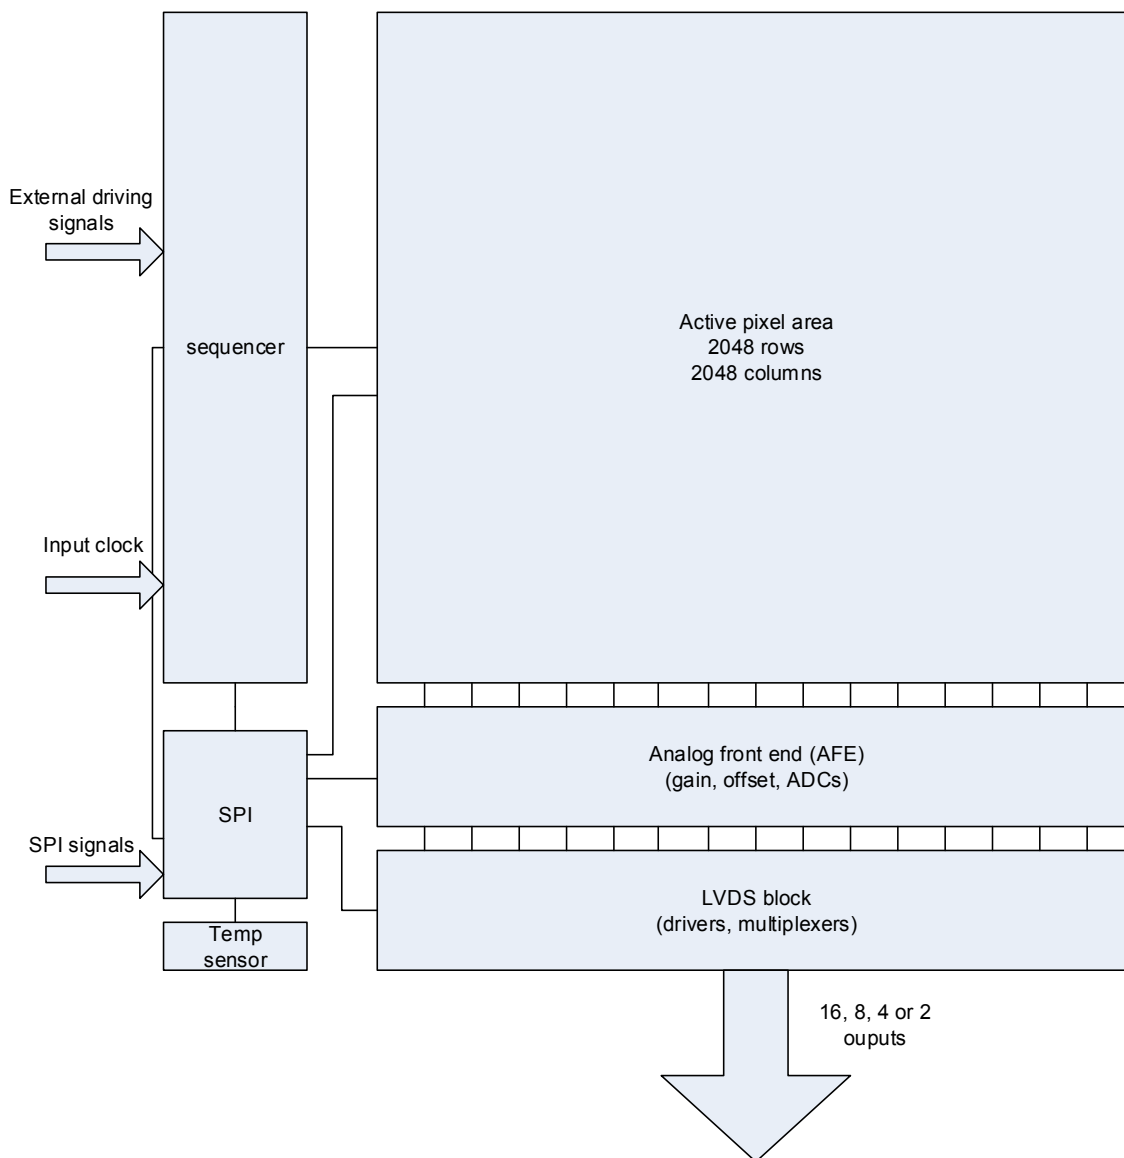 External driving
signals
sequencer
Active pixel area
2048 rows
2048 columns
Input clock
Analog front end (AFE)
(gain, offset, ADCs)
SPI
SPI signals
LVDS block
(drivers, multiplexers)
Temp
sensor
16, 8, 4 or 2
ouputs